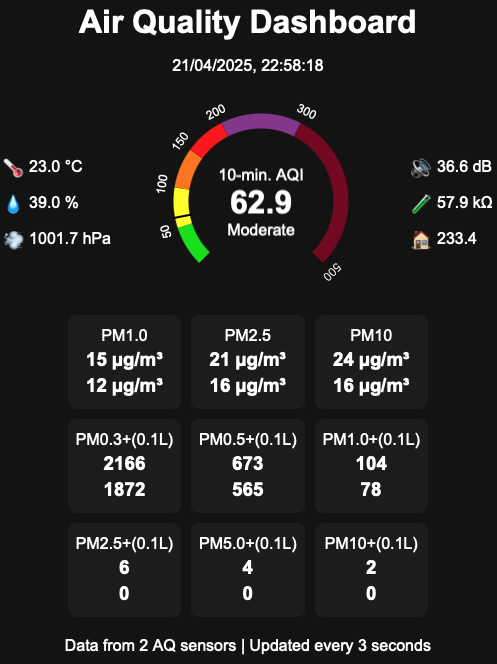 Air Quality Dashboard
21/04/2025, 22:58:18
50
100
150
200
300
500
10-min. AQI
62.9
Moderate
23.0 °C
39.0 %
1001.7 hPa
36.6 dB
57.9 kΩ
233.4
PM1.0
15 µg/m³
12 µg/m³
PM2.5
21 µg/m³
16 µg/m³
PM10
24 µg/m³
16 µg/m³
PM0.3+(0.1L)
2166
1872
PM0.5+(0.1L)
673
565
PM1.0+(0.1L)
104
78
PM2.5+(0.1L)
6
0
PM5.0+(0.1L)
4
0
PM10+(0.1L)
2
0
Data from 2 AQ sensors | Updated every 3 seconds